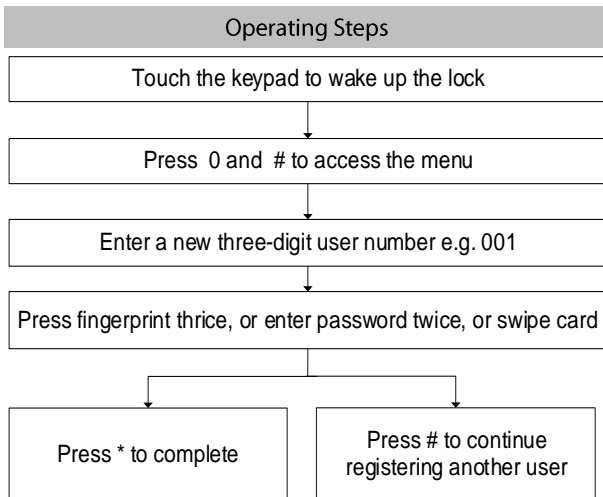 Operating Steps
Touch the keypad to wake up the lock
Press 0 and # to access the menu
Enter a new three-digit user number e.g. 001
Press fingerprint thrice, or enter password twice, or swipe card
Press * to complete
Press # to continue
registering another user